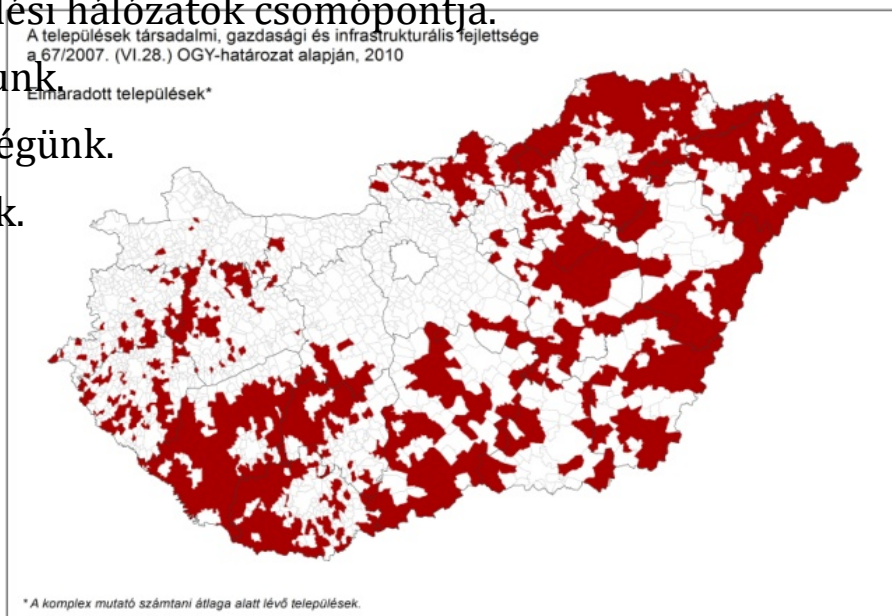 lési hálózatok csomópontja.
A települések társadalmi, gazdasági és infrastrukturális fejlettsége
a 67/2007. (VI.28.) OGY-határozat alapján, 2010
unk.
Elmaradott települések*
égünk.
k.
* A komplex mutató számtani átlaga alatt lévő települések.